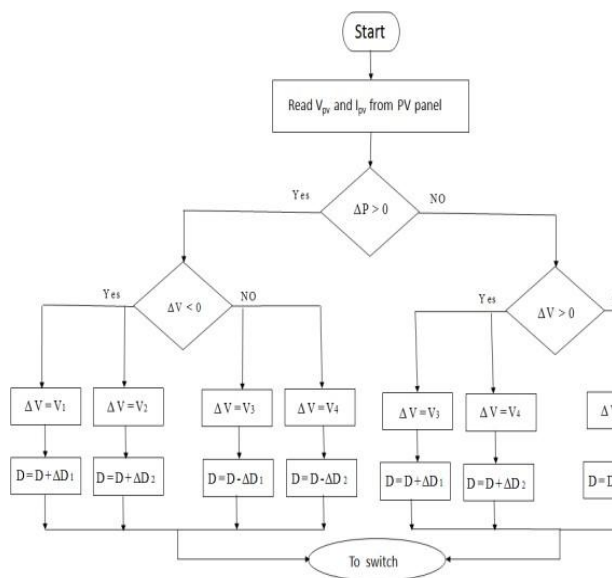 Start
Read Vpv and Ipv from PV panel
Yes
ΔP > 0
NO
Yes
ΔV < 0
NO
Yes
ΔV > 0
ΔV=V1
ΔV=V2
ΔV=V3
ΔV=V4
ΔV=V3
ΔV=V4
D=D+ΔD1
D=D+ΔD2
D=D-ΔD1
D=D-ΔD2
D=D+ΔD1
D=D+ΔD2
To switch